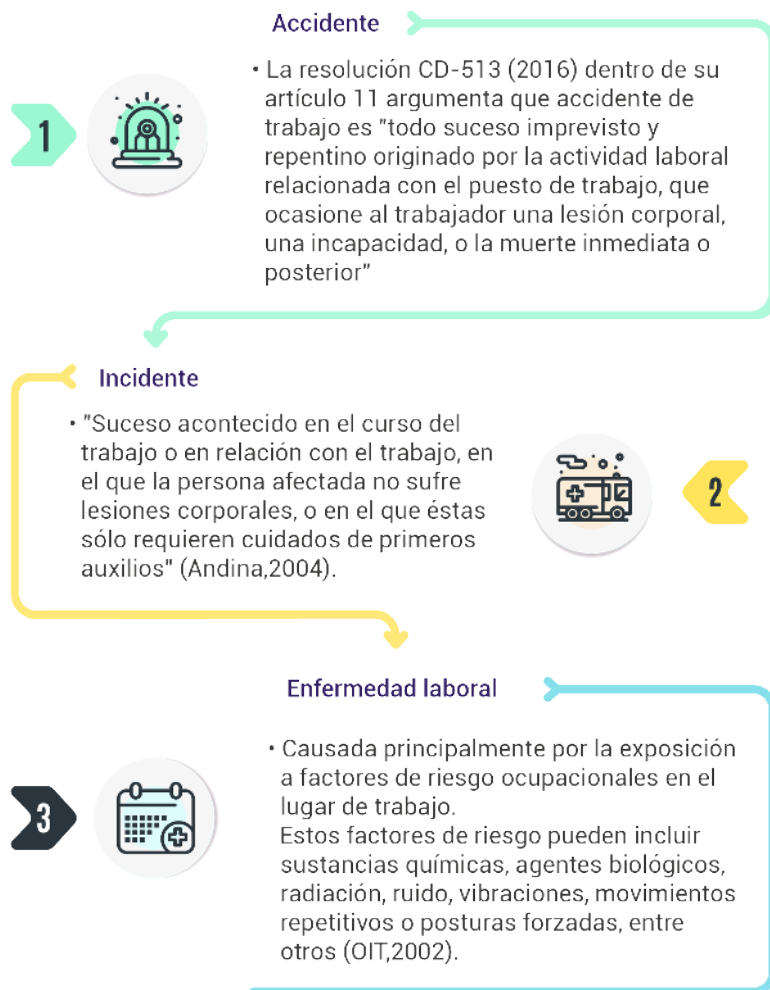 Accidente
1
• La resolución CD-513 (2016) dentro de su
artículo 11 argumenta que accidente de
trabajo es "todo suceso imprevisto y
repentino originado por la actividad laboral
relacionada con el puesto de trabajo, que
ocasione al trabajador una lesión corporal,
una incapacidad, o la muerte inmediata o
posterior"
Incidente
• "Suceso acontecido en el curso del
trabajo o en relación con el trabajo, en
el que la persona afectada no sufre
lesiones corporales, o en el que éstas
sólo requieren cuidados de primeros
auxilios" (Andina,2004).
2
Enfermedad laboral
3
• Causada principalmente por la exposición
a factores de riesgo ocupacionales en el
lugar de trabajo.
Estos factores de riesgo pueden incluir
sustancias químicas, agentes biológicos,
radiación, ruido, vibraciones, movimientos
repetitivos o posturas forzadas, entre
otros (OIT,2002).